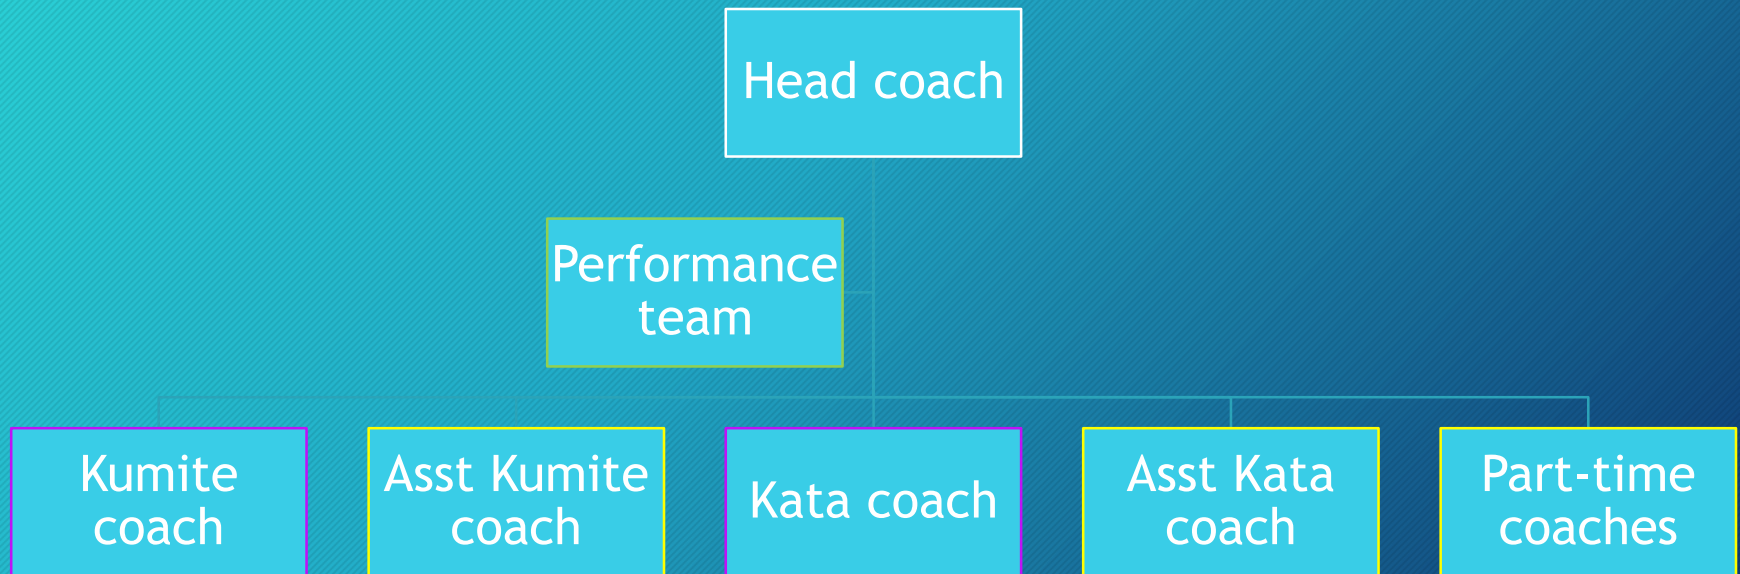 Head coach
Performance
team
Kumite
coach
Asst Kumite
coach
Kata coach
Asst Kata
coach
Part-time
coaches